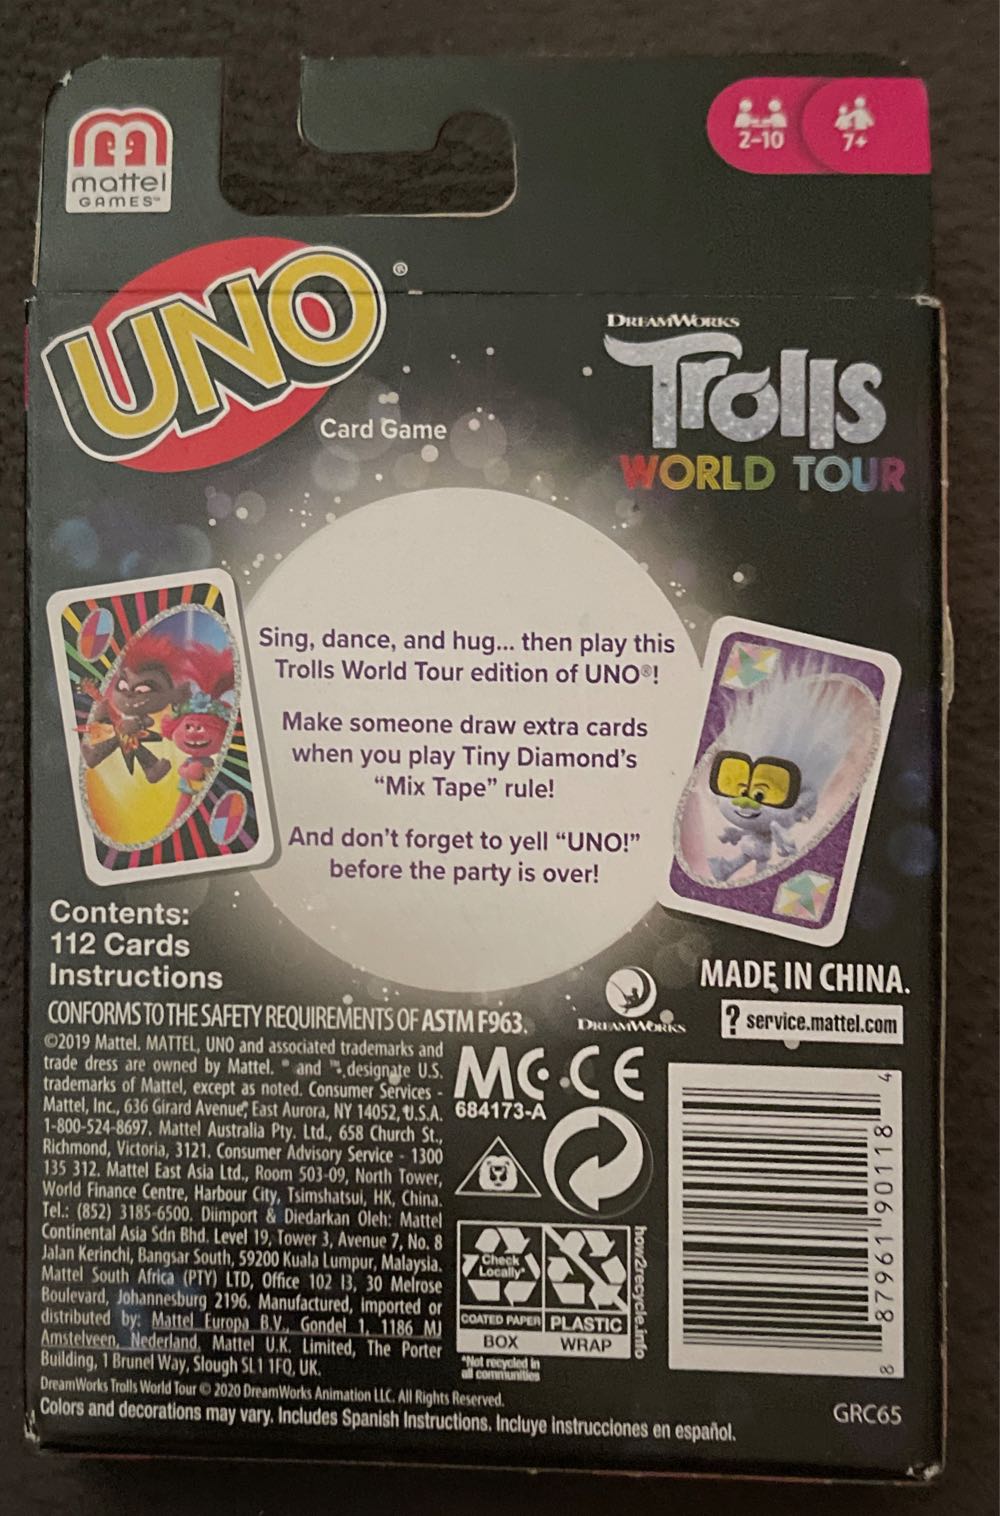 mattel
GAMES™
2-10
7+
UNO®
Card Game
DREAMWORKS
Trolls
WORLD TOUR
Sing, dance, and hug... then play this
Trolls World Tour edition of UNO®!
Make someone draw extra cards
when you play Tiny Diamond's
"Mix Tape" rule!
And don't forget to yell "UNO!"
before the party is over!
Contents:
112 Cards
Instructions
CONFORMS TO THE SAFETY REQUIREMENTS OF ASTM F963.
©2019 Mattel. MATTEL, UNO and associated trademarks and
trade dress are owned by Mattel. ® and ™ designate U.S.
trademarks of Mattel, except as noted. Consumer Services -
Mattel, Inc., 636 Girard Avenue, East Aurora, NY 14052, U.S.A.
1-800-524-8697. Mattel Australia Pty. Ltd., 658 Church St.,
Richmond, Victoria, 3121. Consumer Advisory Service - 1300
135 312. Mattel East Asia Ltd., Room 503-09, North Tower,
World Finance Centre, Harbour City, Tsimshatsui, HK, China.
Tel.: (852) 3185-6500. Diimport & Diedarkan Oleh: Mattel
Continental Asia Sdn Bhd. Level 19, Tower 3, Avenue 7, No. 8
Jalan Kerinchi, Bangsar South, 59200 Kuala Lumpur, Malaysia.
Mattel South Africa (PTY) LTD, Office 102 I3, 30 Melrose
Boulevard, Johannesburg 2196. Manufactured, imported or
distributed by: Mattel Europa B.V., Gondel 1, 1186 MJ
Amstelveen, Nederland. Mattel U.K. Limited, The Porter
Building, 1 Brunel Way, Slough SL1 1FQ, UK.
DreamWorks Trolls World Tour © 2020 DreamWorks Animation LLC. All Rights Reserved.
Colors and decorations may vary. Includes Spanish Instructions. Incluye instrucciones en español.
DREAMWORKS
MADE IN CHINA.
? service.mattel.com
MC CE
684173-A
Check
Locally*
COATED PAPER
BOX
PLASTIC
WRAP
*Not recycled in
all communities
how2recycle.info
8 87961 90118 4
GRC65